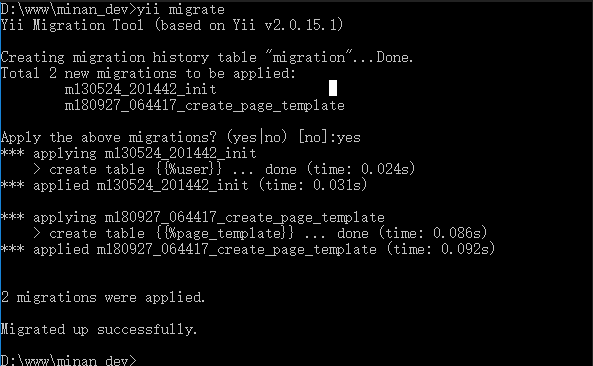 D:\www\minan_dev>yii migrate
Yii Migration Tool (based on Yii v2.0.15.1)
Creating migration history table "migration"...Done.
Total 2 new migrations to be applied:
m130524_201442_init
m180927_064417_create_page_template
Apply the above migrations? (yes|no) [no]:yes
*** applying m130524_201442_init
> create table {{%user}} ... done (time: 0.024s)
*** applied m130524_201442_init (time: 0.031s)
*** applying m180927_064417_create_page_template
> create table {{%page_template}} ... done (time: 0.086s)
*** applied m180927_064417_create_page_template (time: 0.092s)
2 migrations were applied.
Migrated up successfully.
D:\www\minan_dev>